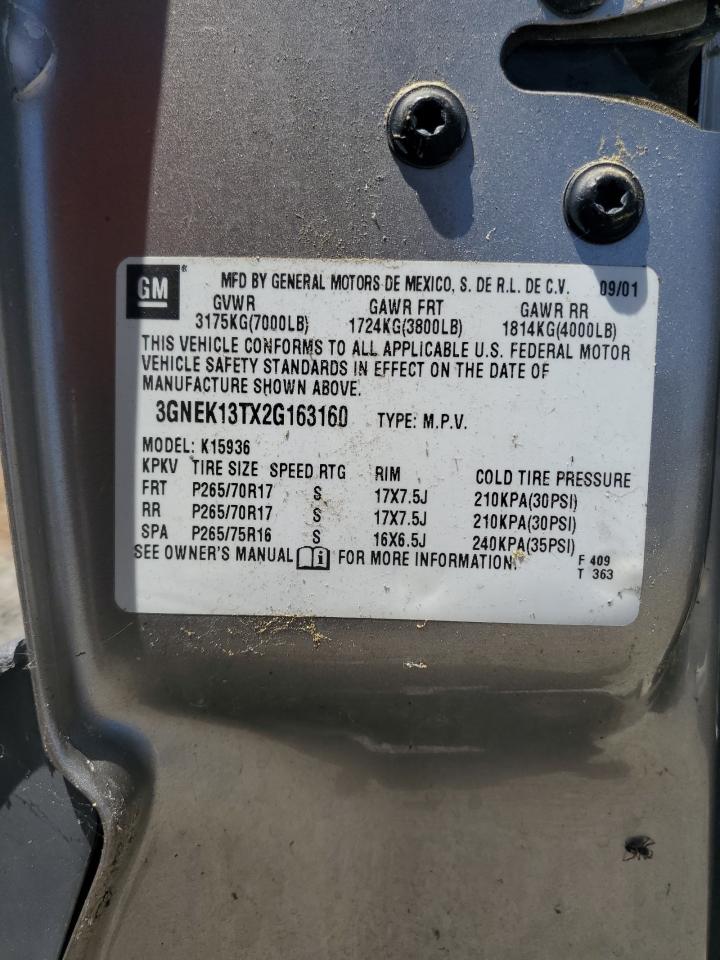 GM ® MFD BY GENERAL MOTORS DE MEXICO, S. DE R.L. DE C.V. 09/01
GVWR GAWR FRT GAWR RR
3175KG(7000LB) 1724KG(3800LB) 1814KG(4000LB)
THIS VEHICLE CONFORMS TO ALL APPLICABLE U.S. FEDERAL MOTOR
VEHICLE SAFETY STANDARDS IN EFFECT ON THE DATE OF
MANUFACTURE SHOWN ABOVE.
3GNEK13TX2G163160 TYPE: M.P.V.
MODEL: K15936
KPKV TIRE SIZE SPEED RTG RIM COLD TIRE PRESSURE
FRT P265/70R17 S 17X7.5J 210KPA(30PSI)
RR P265/70R17 S 17X7.5J 210KPA(30PSI)
SPA P265/75R16 S 16X6.5J 240KPA(35PSI)
SEE OWNER'S MANUAL i FOR MORE INFORMATION.
F 409
T 363